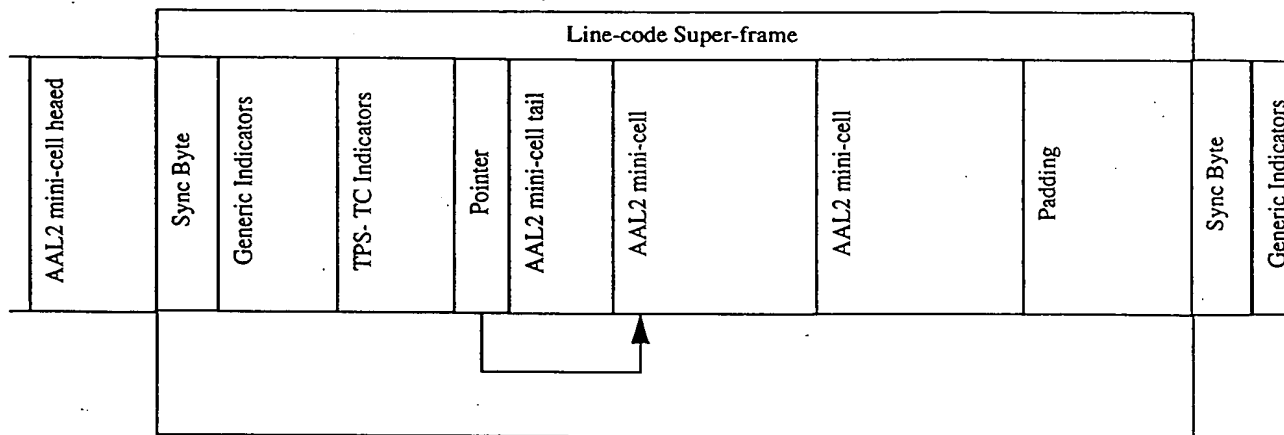 Line-code Super-frame
AAL2 mini-cell heaed
Sync Byte
Generic Indicators
TPS- TC Indicators
Pointer
AAL2 mini-cell tail
AAL2 mini-cell
AAL2 mini-cell
Padding
Sync Byte
Generic Indicators